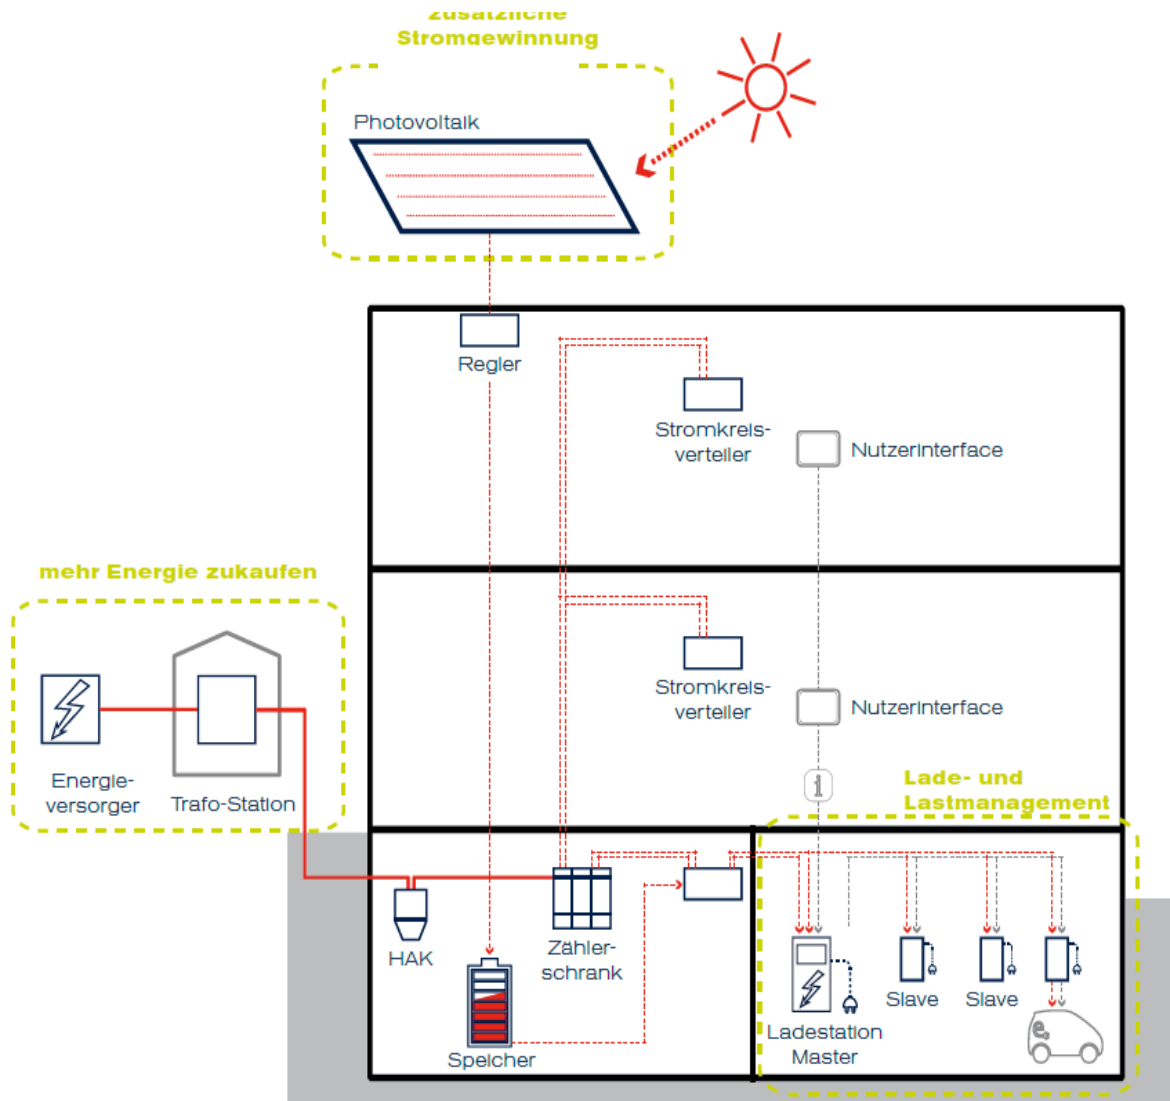 zusätzliche
Stromgewinnung
Photovoltaik
Regler
Stromkreis-
verteiler
Nutzerinterface
mehr Energie zukaufen
Stromkreis-
verteiler
Nutzerinterface
Energie-
versorger
Trafo-Station
i
Lade- und
Lastmanagement
HAK
Zähler-
schrank
Speicher
Ladestation
Master
Slave
Slave
e